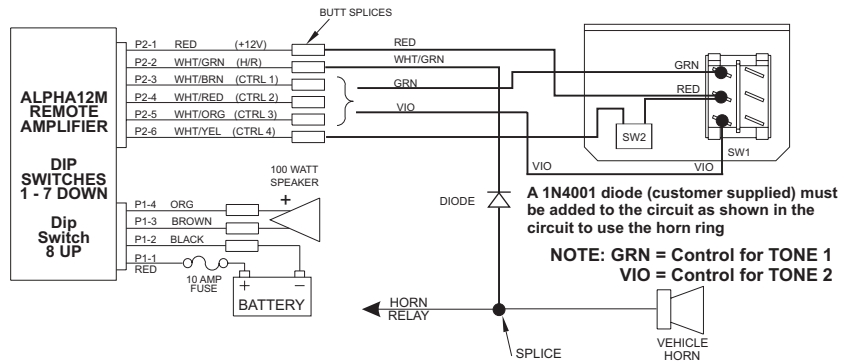 BUTT SPLICES
ALPHA12M
REMOTE
AMPLIFIER
DIP
SWITCHES
1 - 7 DOWN
Dip
Switch
8 UP
P2-1 RED (+12V)
P2-2 WHT/GRN (H/R)
P2-3 WHT/BRN (CTRL 1)
P2-4 WHT/RED (CTRL 2)
P2-5 WHT/ORG (CTRL 3)
P2-6 WHT/YEL (CTRL 4)
RED
WHT/GRN
GRN
VIO
GRN
RED
SW2
SW1
VIO
VIO
100 WATT
SPEAKER
+
P1-4 ORG
P1-3 BROWN
P1-2 BLACK
P1-1
RED
10 AMP
FUSE
+ −
BATTERY
DIODE
A 1N4001 diode (customer supplied) must
be added to the circuit as shown in the
circuit to use the horn ring
NOTE: GRN = Control for TONE 1
VIO = Control for TONE 2
HORN
RELAY
SPLICE
VEHICLE
HORN